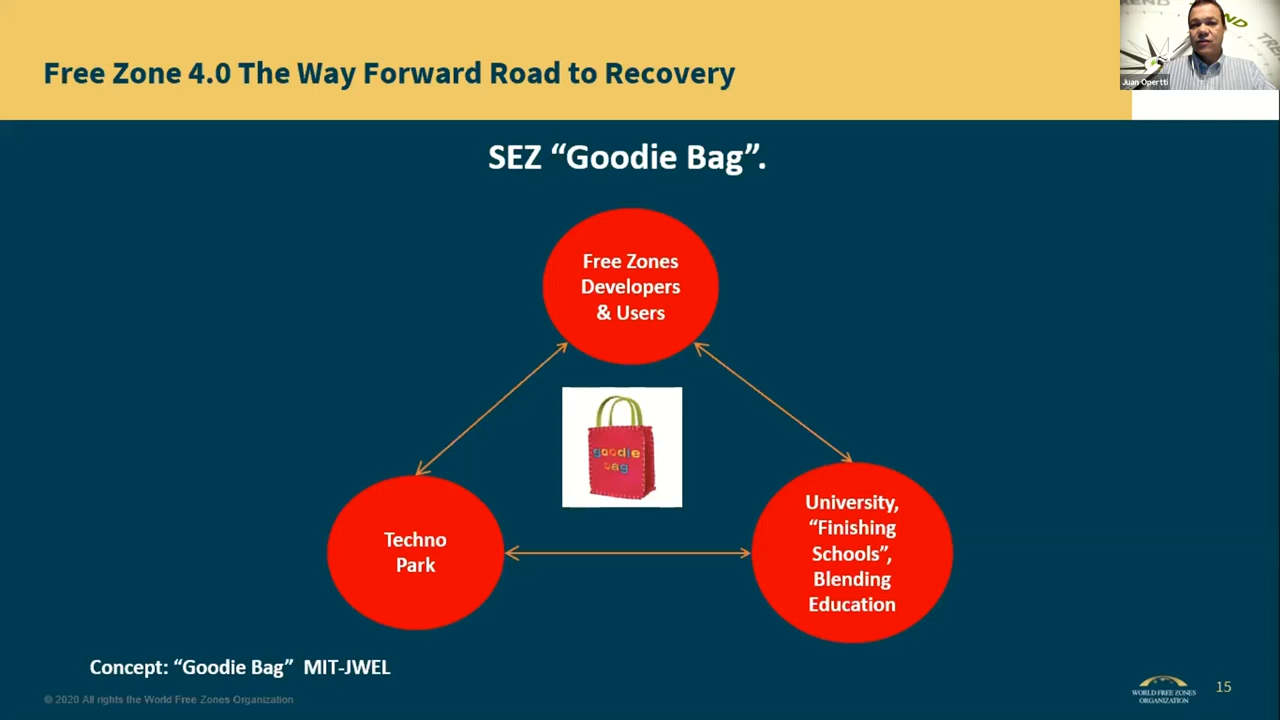 Free Zone 4.0 The Way Forward Road to Recovery
TREND
Juan Opertti
SEZ “Goodie Bag”.
Free Zones
Developers
& Users
goodie
bag
Techno
Park
University,
“Finishing
Schools”,
Blending
Education
Concept: “Goodie Bag” MIT-JWEL
© 2020 All rights the World Free Zones Organization
WORLD FREE ZONES
ORGANIZATION
15